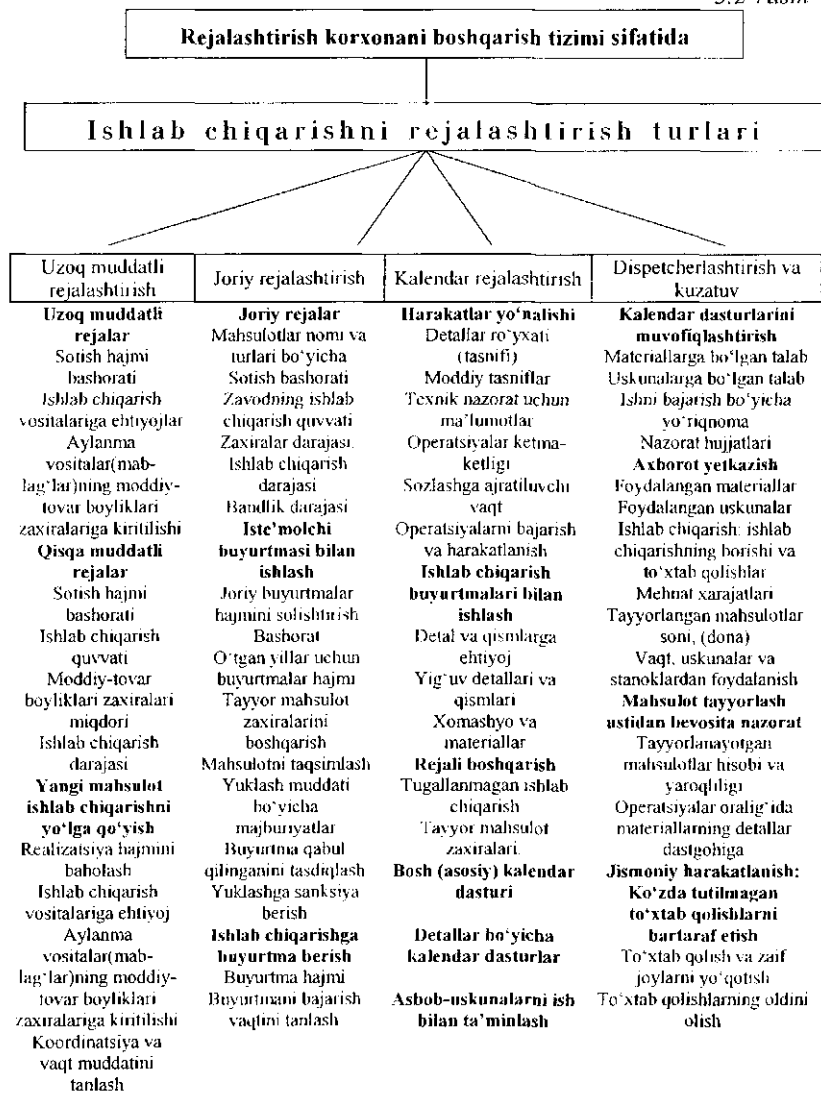 3.2-rasm
Rejalashtirish korxonani boshqarish tizimi sifatida
Ishlab chiqarishni rejalashtirish turlari
Uzoq muddatli
rejalashtirish
Uzoq muddatli
rejalar
Sotish hajmi
bashorati
Ishlab chiqarish
vositalariga ehtiyojlar
Aylanma
vositalar(mab-
lag‘lar)ning moddiy-
tovar boyliklari
zaxiralariga kiritilishi
Qisqa muddatli
rejalar
Sotish hajmi
bashorati
Ishlab chiqarish
quvvati
Moddiy-tovar
boyliklari zaxiralari
miqdori
Ishlab chiqarish
darajasi
Yangi mahsulot
ishlab chiqarishni
yo‘lga qo‘yish
Realizatsiya hajmini
baholash
Ishlab chiqarish
vositalariga ehtiyoj
Aylanma
vositalar(mab-
lag‘lar)ning moddiy-
tovar boyliklari
zaxiralariga kiritilishi
Koordinatsiya va
vaqt muddatini
tanlash
Joriy rejalashtirish
Joriy rejalar
Mahsulotlar nomi va
turlari bo‘yicha
Sotish bashorati
Zavodning ishlab
chiqarish quvvati
Zaxiralar darajasi.
Ishlab chiqarish
darajasi
Bandlik darajasi
Iste’molchi
buyurtmasi bilan
ishlash
Joriy buyurtmalar
hajmini solishtirish
Bashorat
O‘tgan yillar uchun
buyurtmalar hajmi
Tayyor mahsulot
zaxiralarini
boshqarish
Mahsulotni taqsimlash
Yuklash muddati
bo‘yicha
majburiyatlar
Buyurtma qabul
qilinganini tasdiqlash
Yuklashga sanksiya
berish
Ishlab chiqarishga
buyurtma berish
Buyurtma hajmi
Buyurtmani bajarish
vaqtini tanlash
Kalendar rejalashtirish
Harakatlar yo‘nalishi
Detallar ro‘yxati
(tasnifi)
Moddiy tasniflar
Texnik nazorat uchun
ma’lumotlar
Operatsiyalar ketma-
ketligi
Sozlashga ajratiluvchi
vaqt
Operatsiyalarni bajarish
va harakatlanish
Ishlab chiqarish
buyurtmalari bilan
ishlash
Detal va qismlarga
ehtiyoj
Yig‘uv detallari va
qismlari
Xomashyo va
materiallar
Rejali boshqarish
Tugallanmagan ishlab
chiqarish
Tayyor mahsulot
zaxiralari.
Bosh (asosiy) kalendar
dasturi
Detallar bo‘yicha
kalendar dasturlar
Asbob-uskunalarni ish
bilan ta’minlash
Dispetcherlashtirish va
kuzatuv
Kalendar dasturlarini
muvofiqlashtirish
Materiallarga bo‘lgan talab
Uskunalarga bo‘lgan talab
Ishni bajarish bo‘yicha
yo‘riqnoma
Nazorat hujjatlari
Axborot yetkazish
Foydalangan materiallar
Foydalangan uskunalar
Ishlab chiqarish: ishlab
chiqarishning borishi va
to‘xtab qolishlar
Mehnat xarajatlari
Tayyorlangan mahsulotlar
soni, (dona)
Vaqt, uskunalar va
stanoklardan foydalanish
Mahsulot tayyorlash
ustidan bevosita nazorat
Tayyorlanayotgan
mahsulotlar hisobi va
yaroqliligi
Operatsiyalar oralig‘ida
materiallarning detallar
dastgohiga
Jismoniy harakatlanish:
Ko‘zda tutilmagan
to‘xtab qolishlarni
bartaraf etish
To‘xtab qolish va zaif
joylarni yo‘qotish
To‘xtab qolishlarning oldini
olish